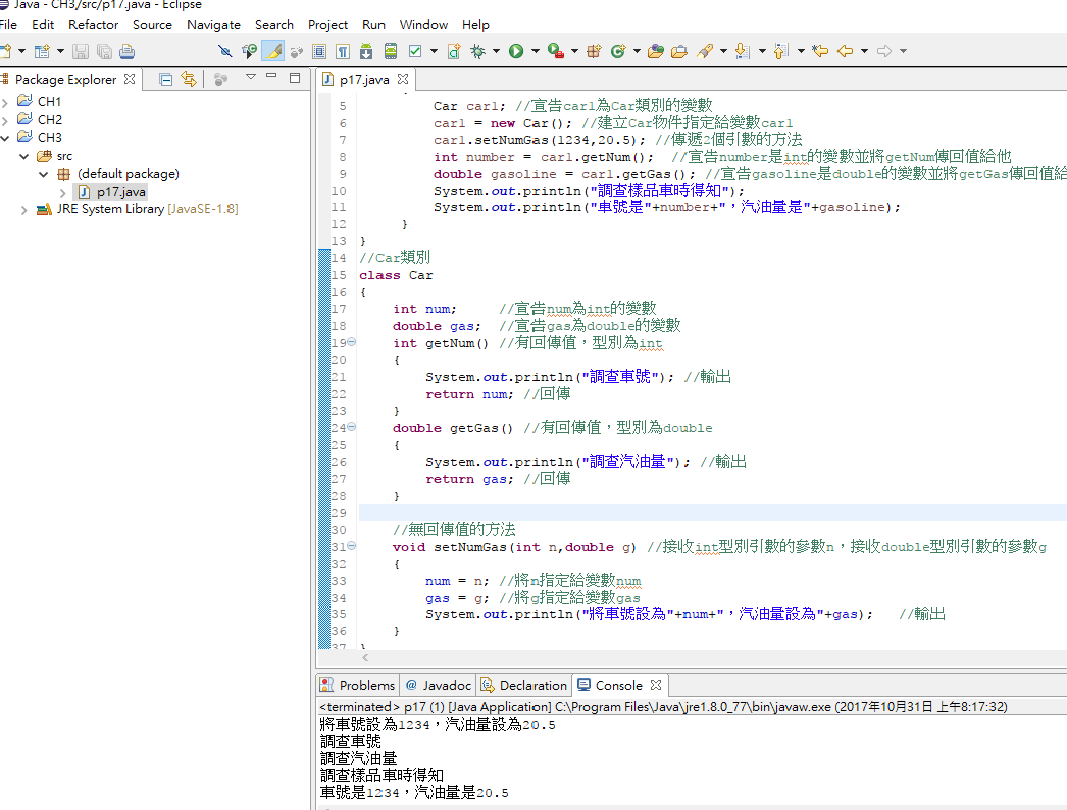 Java - CH3/src/p17.java - Eclipse
File Edit Refactor Source Navigate Search Project Run Window Help
Package Explorer
p17.java
CH1
CH2
CH3
src
(default package)
p17.java
JRE System Library [JavaSE-1.8]
5 Car car1; //宣告car1為Car類別的變數
6 car1 = new Car(); //建立Car物件指定給變數car1
7 car1.setNumGas(1234,20.5); //傳遞2個引數的方法
8 int number = car1.getNum(); //宣告number是int的變數並將getNum傳回值給他
9 double gasoline = car1.getGas(); //宣告gasoline是double的變數並將getGas傳回值給
10 System.out.println("調查樣品車時得知");
11 System.out.println("車號是"+number+"，汽油量是"+gasoline);
12 }
13 }
14 //Car類別
15 class Car
16 {
17 int num; //宣告num為int的變數
18 double gas; //宣告gas為double的變數
19 int getNum() //有回傳值，型別為int
20 {
21 System.out.println("調查車號"); //輸出
22 return num; //回傳
23 }
24 double getGas() //有回傳值，型別為double
25 {
26 System.out.println("調查汽油量"); //輸出
27 return gas; //回傳
28 }
29
30 //無回傳值的方法
31 void setNumGas(int n,double g) //接收int型別引數的參數n，接收double型別引數的參數g
32 {
33 num = n; //將n指定給變數num
34 gas = g; //將g指定給變數gas
35 System.out.println("將車號設為"+num+"，汽油量設為"+gas); //輸出
36 }
37 }
Problems @ Javadoc Declaration Console
<terminated> p17 (1) [Java Application] C:\Program Files\Java\jre1.8.0_77\bin\javaw.exe (2017年10月31日 上午8:17:32)
將車號設為1234，汽油量設為20.5
調查車號
調查汽油量
調查樣品車時得知
車號是1234，汽油量是20.5